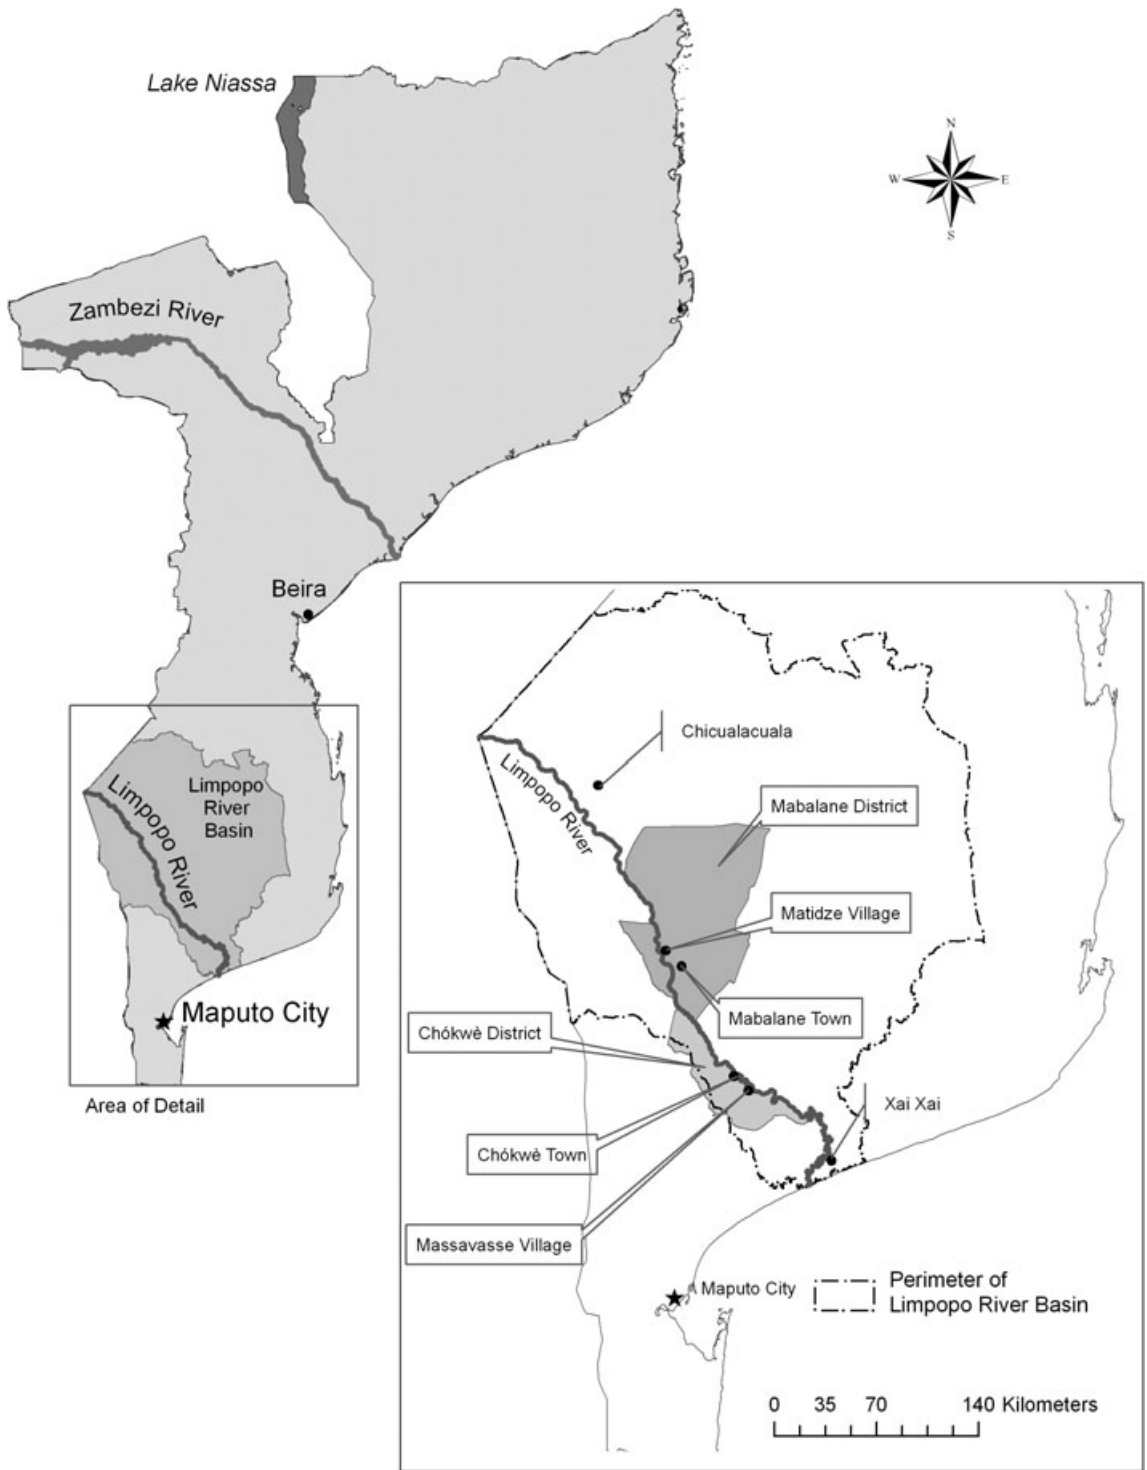 Lake Niassa
N
W
E
S
Zambezi River
Beira
Limpopo
River
Basin
Limpopo River
Maputo City
Area of Detail
Chicualacuala
Limpopo River
Mabalane District
Matidze Village
Mabalane Town
Chókwè District
Xai Xai
Chókwè Town
Massavasse Village
Maputo City
Perimeter of
Limpopo River Basin
0 35 70 140 Kilometers